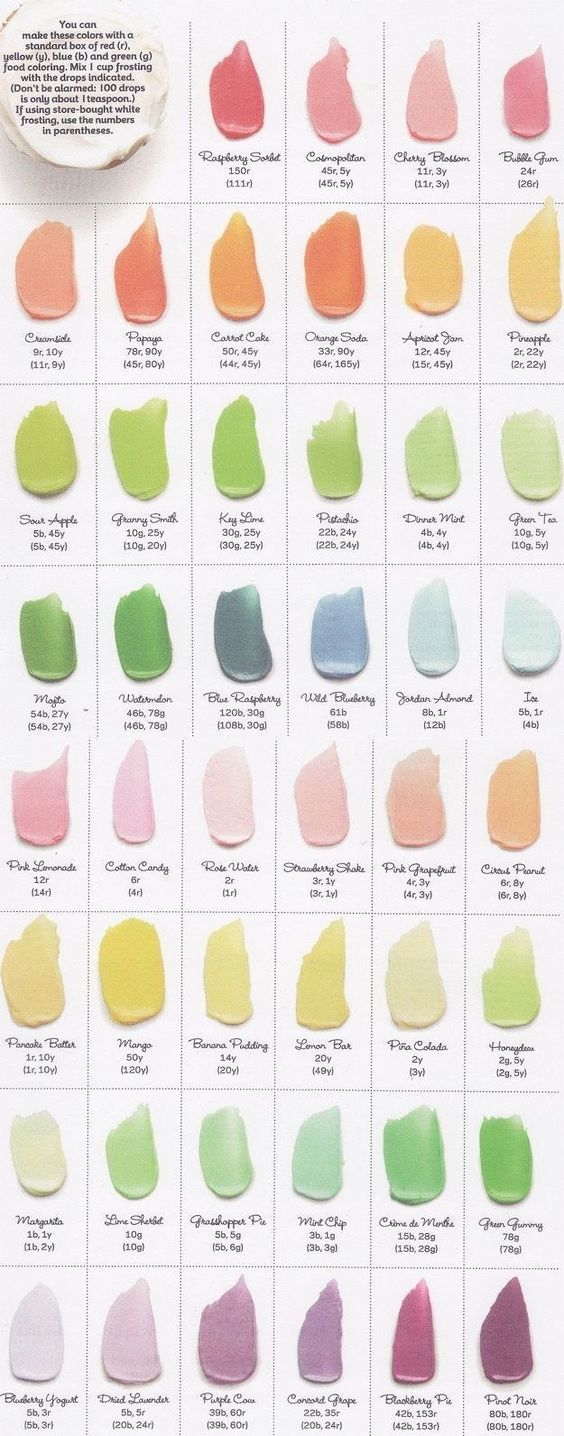 You can
make these colors with a
standard box of red (r),
yellow (y), blue (b) and green (g)
food coloring. Mix 1 cup frosting
with the drops indicated.
(Don't be alarmed: 100 drops
is only about 1 teaspoon.)
If using store-bought white
frosting, use the numbers
in parentheses.
Raspberry Sorbet
150r
(111r)
Cosmopolitan
45r, 5y
(45r, 5y)
Cherry Blossom
11r, 3y
(11r, 3y)
Bubble Gum
24r
(26r)
Creamsicle
9r, 10y
(11r, 9y)
Papaya
78r, 90y
(45r, 80y)
Carrot Cake
50r, 45y
(44r, 45y)
Orange Soda
33r, 90y
(64r, 165y)
Apricot Jam
12r, 45y
(15r, 45y)
Pineapple
2r, 22y
(2r, 22y)
Sour Apple
5b, 45y
(5b, 45y)
Granny Smith
10g, 25y
(10g, 20y)
Key Lime
30g, 25y
(30g, 25y)
Pistachio
22b, 24y
(22b, 24y)
Dinner Mint
4b, 4y
(4b, 4y)
Green Tea
10g, 5y
(10g, 5y)
Mojito
54b, 27y
(54b, 27y)
Watermelon
46b, 78g
(46b, 78g)
Blue Raspberry
120b, 30g
(108b, 30g)
Wild Blueberry
61b
(58b)
Jordan Almond
8b, 1r
(12b)
Ice
5b, 1r
(4b)
Pink Lemonade
12r
(14r)
Cotton Candy
6r
(4r)
Rose Water
2r
(1r)
Strawberry Shake
3r, 1y
(3r, 1y)
Pink Grapefruit
4r, 3y
(4r, 3y)
Circus Peanut
6r, 8y
(6r, 8y)
Pancake Batter
1r, 10y
(1r, 10y)
Mango
50y
(120y)
Banana Pudding
14y
(20y)
Lemon Bar
20y
(49y)
Piña Colada
2y
(3y)
Honeydew
2g, 5y
(2g, 5y)
Margarita
1b, 1y
(1b, 2y)
Lime Sherbet
10g
(10g)
Grasshopper Pie
5b, 5g
(5b, 6g)
Mint Chip
3b, 1g
(3b, 3g)
Crème de Menthe
15b, 28g
(15b, 28g)
Green Gummy
78g
(78g)
Blueberry Yogurt
5b, 3r
(5b, 3r)
Dried Lavender
5b, 5r
(20b, 24r)
Purple Cow
39b, 60r
(39b, 60r)
Concord Grape
22b, 35r
(20b, 24r)
Blackberry Pie
42b, 153r
(42b, 153r)
Pinot Noir
80b, 180r
(80b, 180r)